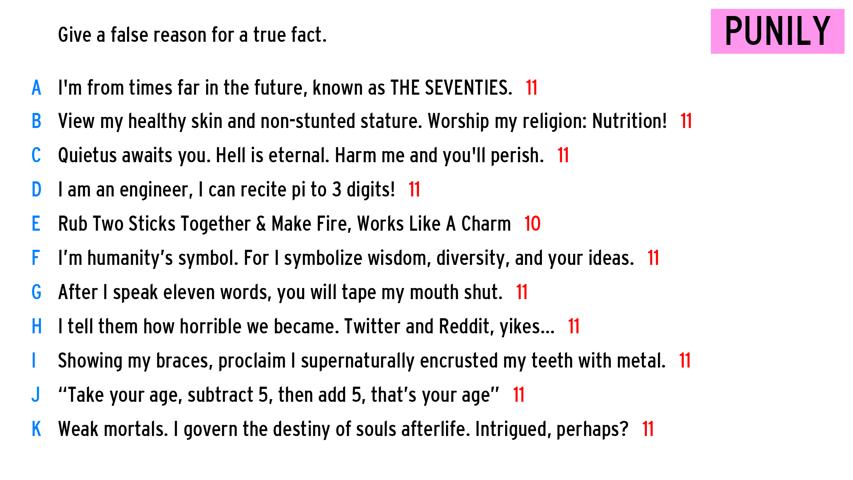 Give a false reason for a true fact.
PUNILY
A I'm from times far in the future, known as THE SEVENTIES. 11
B View my healthy skin and non-stunted stature. Worship my religion: Nutrition! 11
C Quietus awaits you. Hell is eternal. Harm me and you'll perish. 11
D I am an engineer, I can recite pi to 3 digits! 11
E Rub Two Sticks Together & Make Fire, Works Like A Charm 10
F I’m humanity’s symbol. For I symbolize wisdom, diversity, and your ideas. 11
G After I speak eleven words, you will tape my mouth shut. 11
H I tell them how horrible we became. Twitter and Reddit, yikes... 11
I Showing my braces, proclaim I supernaturally encrusted my teeth with metal. 11
J “Take your age, subtract 5, then add 5, that’s your age” 11
K Weak mortals. I govern the destiny of souls afterlife. Intrigued, perhaps? 11